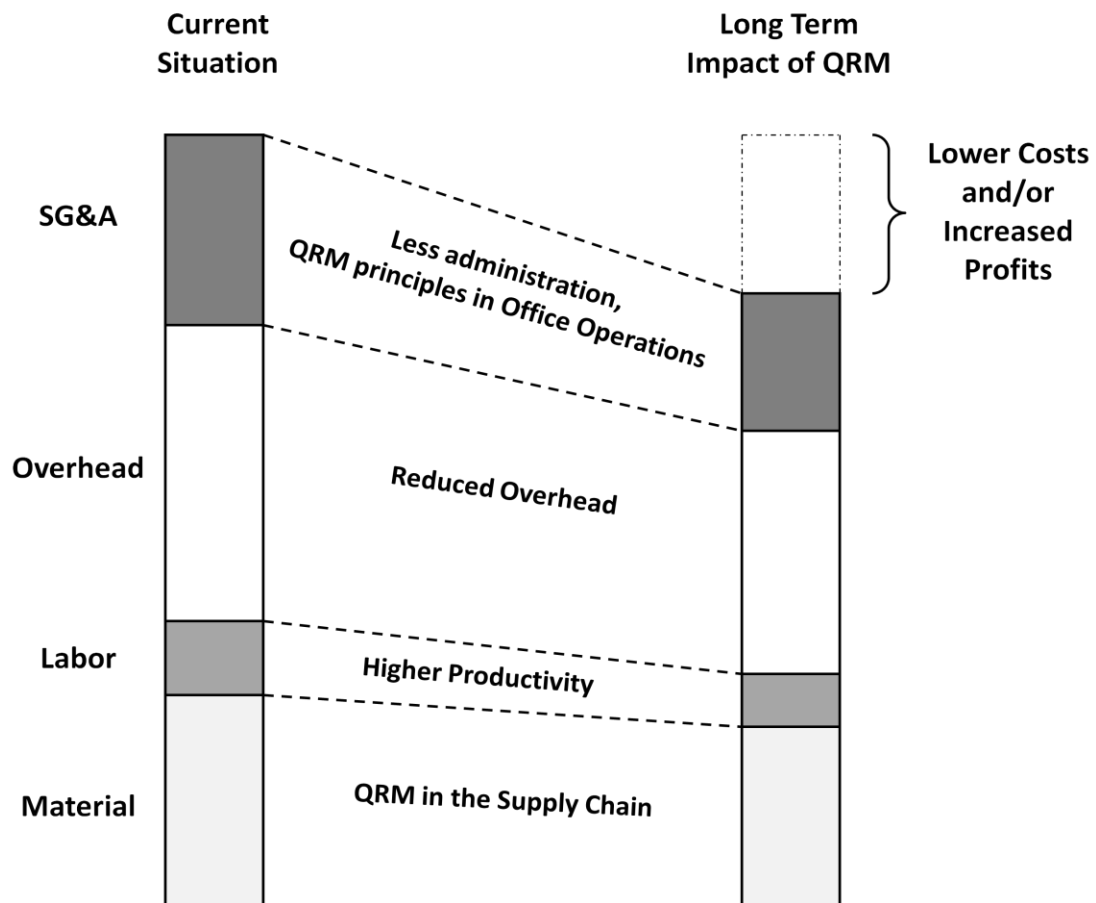 Current
Situation
Long Term
Impact of QRM
SG&A
Less administration,
QRM principles in Office Operations
Lower Costs
and/or
Increased
Profits
Overhead
Reduced Overhead
Labor
Higher Productivity
Material
QRM in the Supply Chain